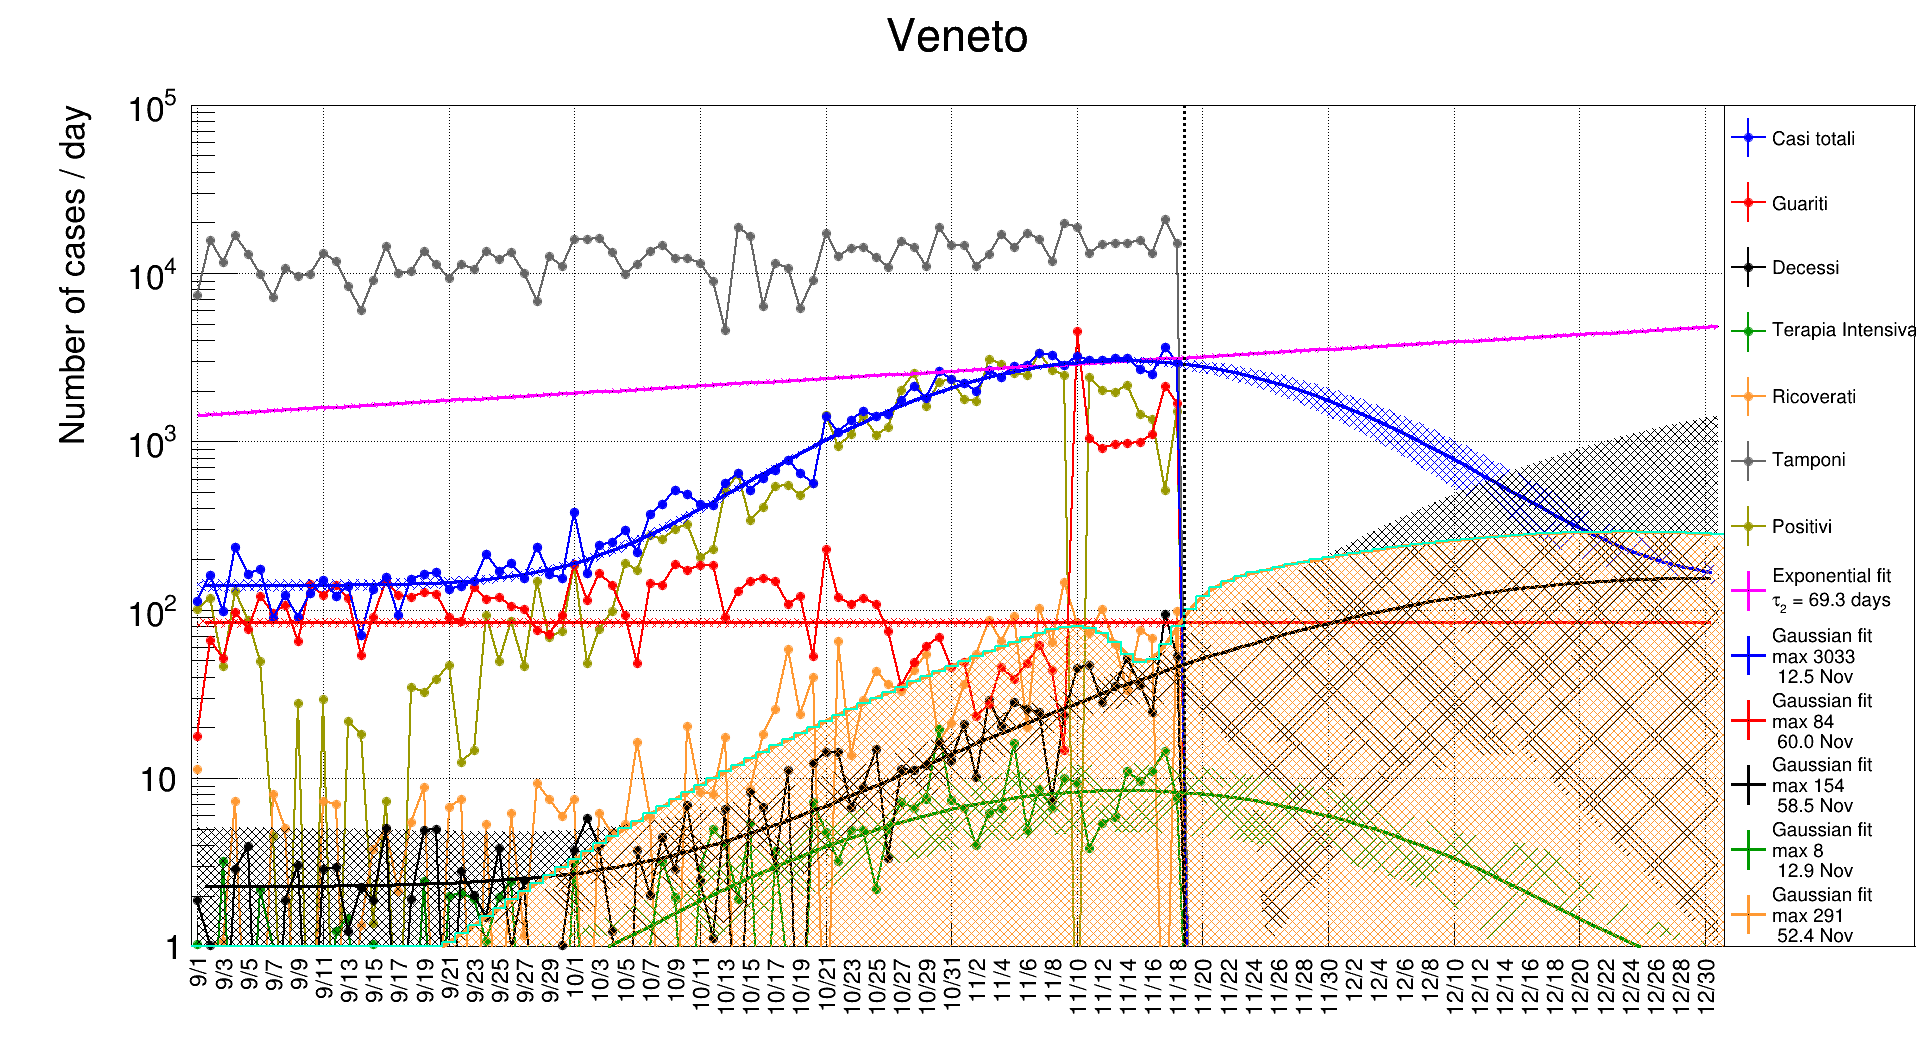 Veneto
Number of cases / day
10^5
10^4
10^3
10^2
10
1
9/1
9/3
9/5
9/7
9/9
9/11
9/13
9/15
9/17
9/19
9/21
9/23
9/25
9/27
9/29
10/1
10/3
10/5
10/7
10/9
10/11
10/13
10/15
10/17
10/19
10/21
10/23
10/25
10/27
10/29
10/31
11/2
11/4
11/6
11/8
11/10
11/12
11/14
11/16
11/18
11/20
11/22
11/24
11/26
11/28
11/30
12/2
12/4
12/6
12/8
12/10
12/12
12/14
12/16
12/18
12/20
12/22
12/24
12/26
12/28
12/30
Casi totali
Guariti
Decessi
Terapia Intensiva
Ricoverati
Tamponi
Positivi
Exponential fit
τ_2 = 69.3 days
Gaussian fit
max 3033
12.5 Nov
Gaussian fit
max 84
60.0 Nov
Gaussian fit
max 154
58.5 Nov
Gaussian fit
max 8
12.9 Nov
Gaussian fit
max 291
52.4 Nov